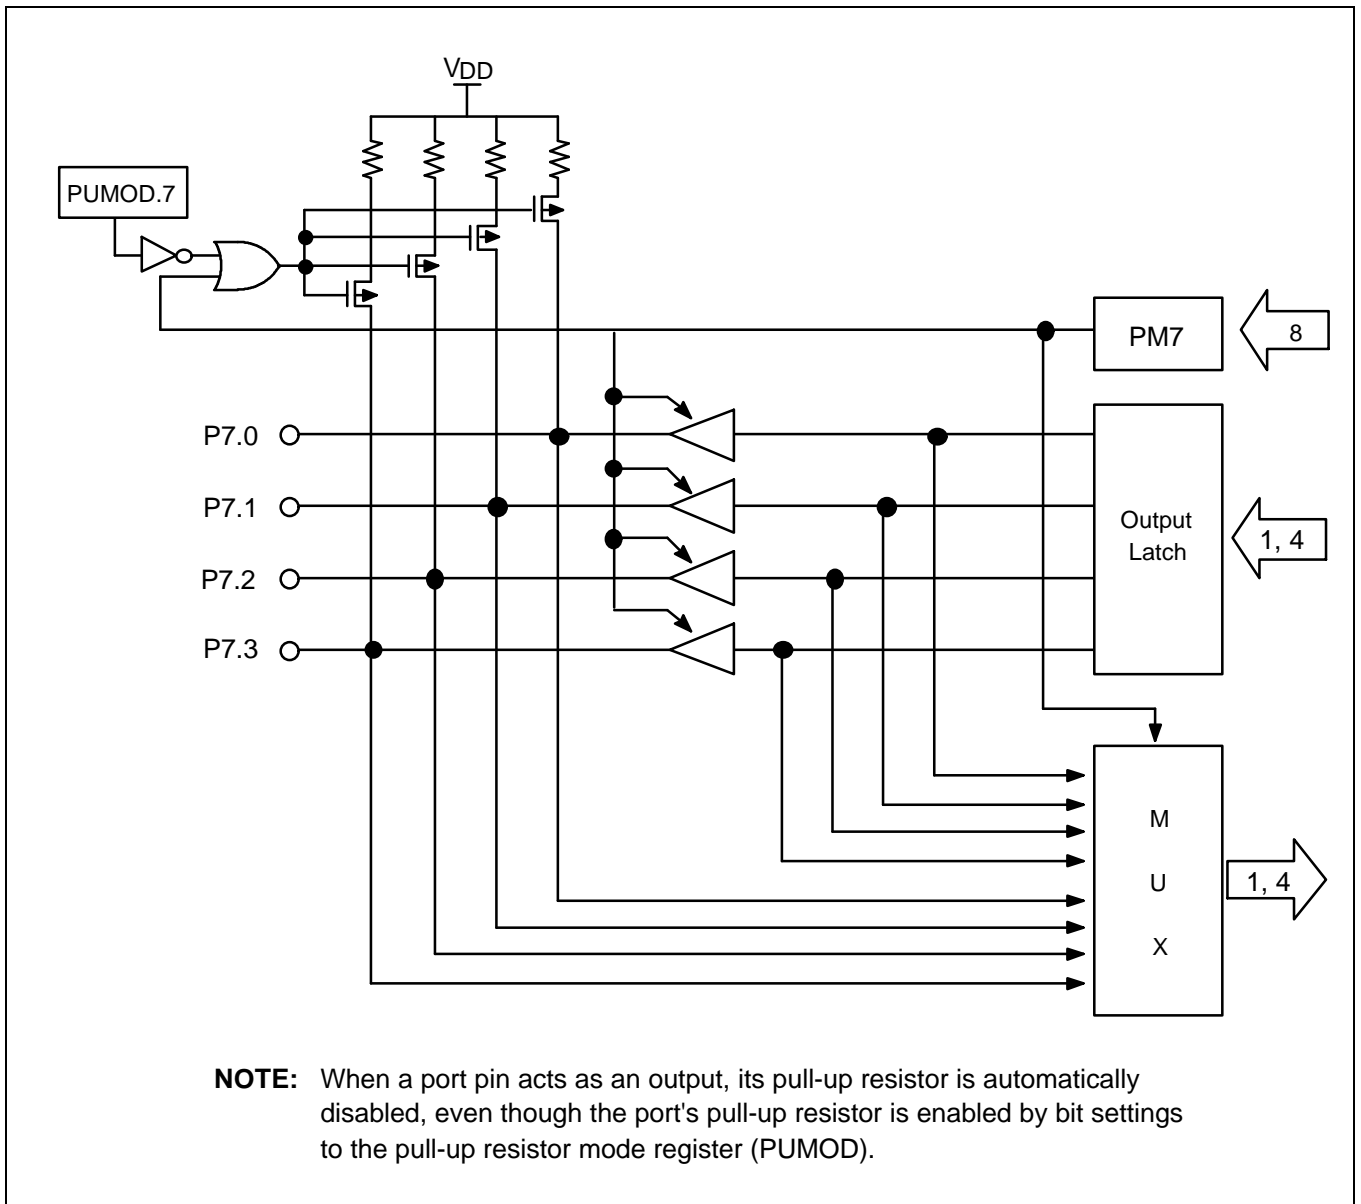 VDD
PUMOD.7
PM7
8
P7.0
P7.1
Output
Latch
1, 4
P7.2
P7.3
M
U
X
1, 4
NOTE: When a port pin acts as an output, its pull-up resistor is automatically
disabled, even though the port's pull-up resistor is enabled by bit settings
to the pull-up resistor mode register (PUMOD).